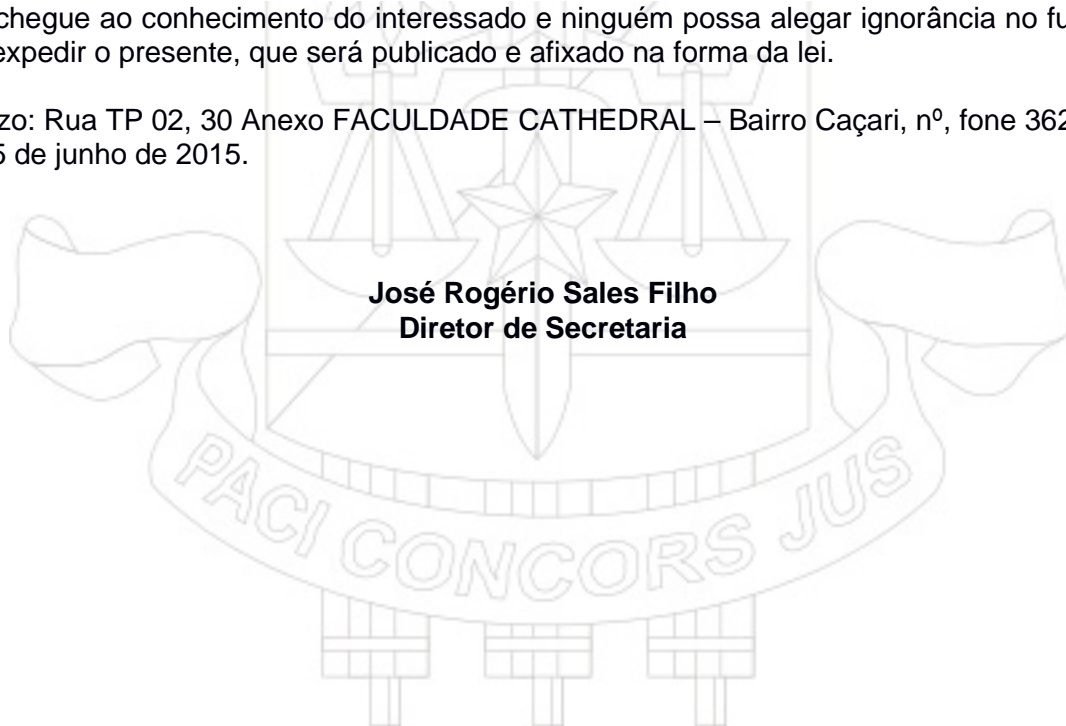 chegue ao conhecimento do interessado e ninguém possa alegar ignorância no fu
expedir o presente, que será publicado e afixado na forma da lei.
zo: Rua TP 02, 30 Anexo FACULDADE CATHEDRAL – Bairro Caçari, nº, fone 362
5 de junho de 2015.
José Rogério Sales Filho
Diretor de Secretaria
PACI CONCORS JUS